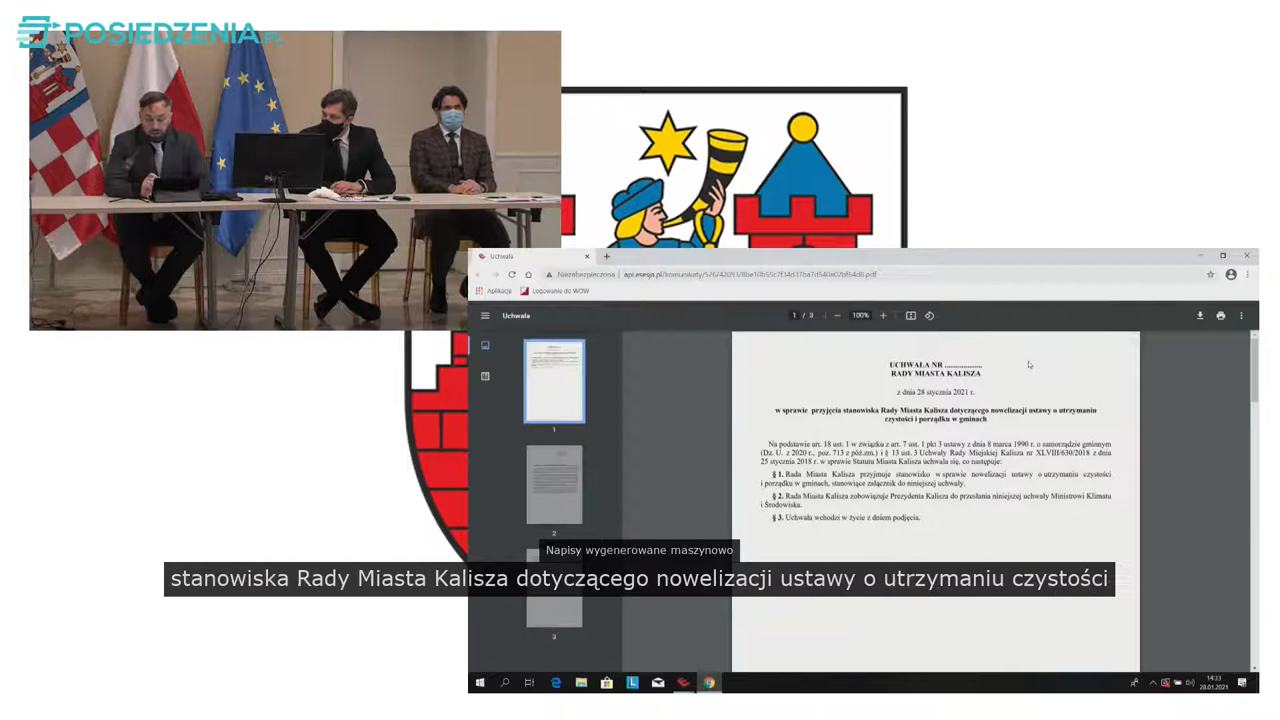 POSIEDZENIA.PL
Uchwała
Niezabezpieczona
Aplikacje
Logowanie do WOW
Uchwala
1 / 3
100%
UCHWAŁA NR ....................
RADY MIASTA KALISZA
z dnia 28 stycznia 2021 r.
w sprawie przyjęcia stanowiska Rady Miasta Kalisza dotyczącego nowelizacji ustawy o utrzymaniu
czystości i porządku w gminach
Na podstawie art. 18 ust. 1 w związku z art. 7 ust. 1 pkt 3 ustawy z dnia 8 marca 1990 r. o samorządzie gminnym
(Dz. U. z 2020 r., poz. 713 z póź.zm.) i § 13 ust. 3 Uchwały Rady Miejskiej Kalisza nr XLVIII/630/2018 z dnia
25 stycznia 2018 r. w sprawie Statutu Miasta Kalisza uchwala się, co następuje:
§ 1. Rada Miasta Kalisza przyjmuje stanowisko w sprawie nowelizacji ustawy o utrzymaniu czystości
i porządku w gminach, stanowiące załącznik do niniejszej uchwały.
§ 2. Rada Miasta Kalisza zobowiązuje Prezydenta Kalisza do przesłania niniejszej uchwały Ministrowi Klimatu
i Środowiska.
§ 3. Uchwała wchodzi w życie z dniem podjęcia.
1
2
3
Napisy wygenerowane maszynowo
stanowiska Rady Miasta Kalisza dotyczącego nowelizacji ustawy o utrzymaniu czystości
14:33
28.01.2021